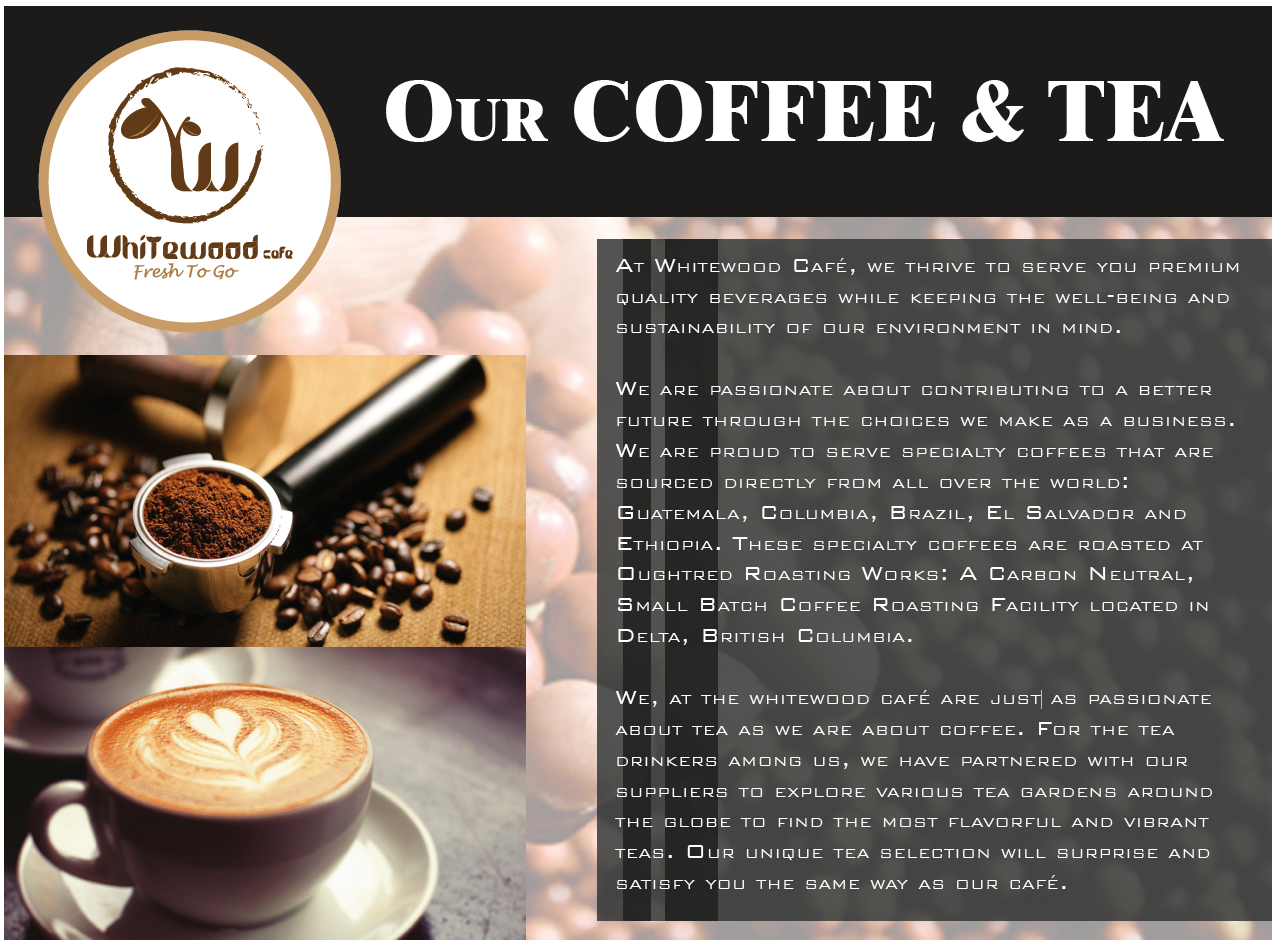 Our COFFEE & TEA
WhiTewood cafe
Fresh To Go
At Whitewood Café, we thrive to serve you premium
quality beverages while keeping the well-being and
sustainability of our environment in mind.
We are passionate about contributing to a better
future through the choices we make as a business.
We are proud to serve specialty coffees that are
sourced directly from all over the world:
Guatemala, Columbia, Brazil, El Salvador and
Ethiopia. These specialty coffees are roasted at
Oughtred Roasting Works: A Carbon Neutral,
Small Batch Coffee Roasting Facility located in
Delta, British Columbia.
We, at the whitewood café are just as passionate
about tea as we are about coffee. For the tea
drinkers among us, we have partnered with our
suppliers to explore various tea gardens around
the globe to find the most flavorful and vibrant
teas. Our unique tea selection will surprise and
satisfy you the same way as our café.